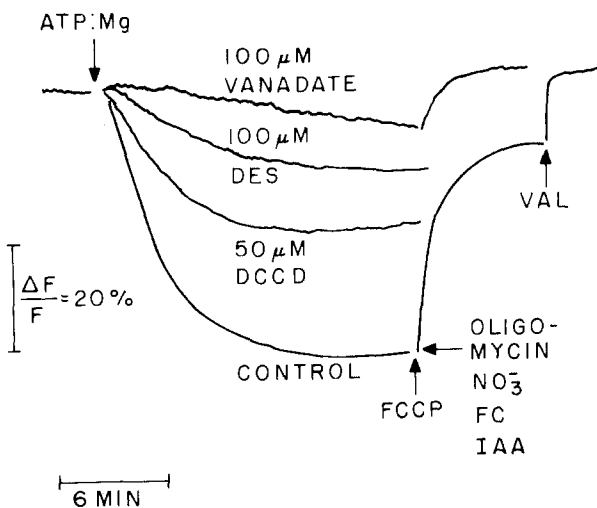 ATP:Mg
100 μM
VANADATE
100 μM
DES
50 μM
DCCD
CONTROL
ΔF
F
=20%
VAL
FCCP
OLIGO-
MYCIN
NO₃⁻
FC
IAA
6 MIN